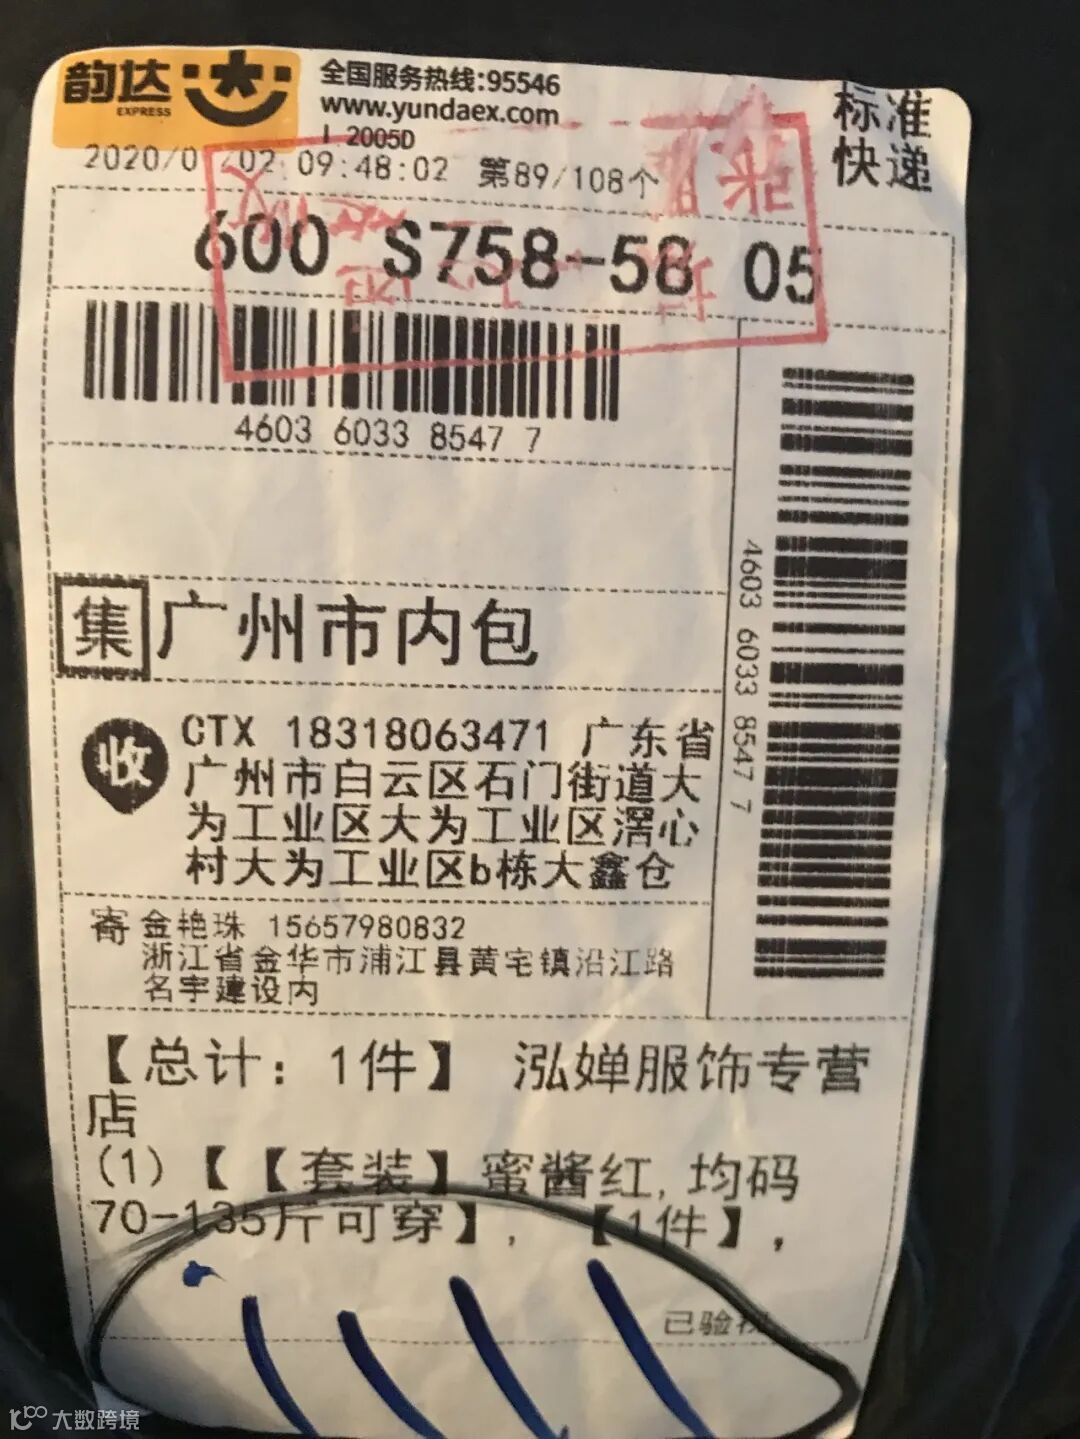 韵达
EXPRESS
全国服务热线:95546
www.yundaex.com
2005D
标准
快递
09:48:02 第89/108个
600 S758-58 05
4603 6033 8547 7
集 广州市内包
收 CTX 18318063471 广东省
广州市白云区石门街道大
为工业区大为工业区滘心
村大为工业区b栋大鑫仓
4603 6033 8547 7
寄 金艳珠 15657980832
浙江省金华市浦江县黄宅镇沿江路
名宇建设内
【总计: 1件】 泓婵服饰专营
店
(1)【【套装】蜜酱红,均码
70-135斤可穿】,【1件】,
已验视
大数跨境